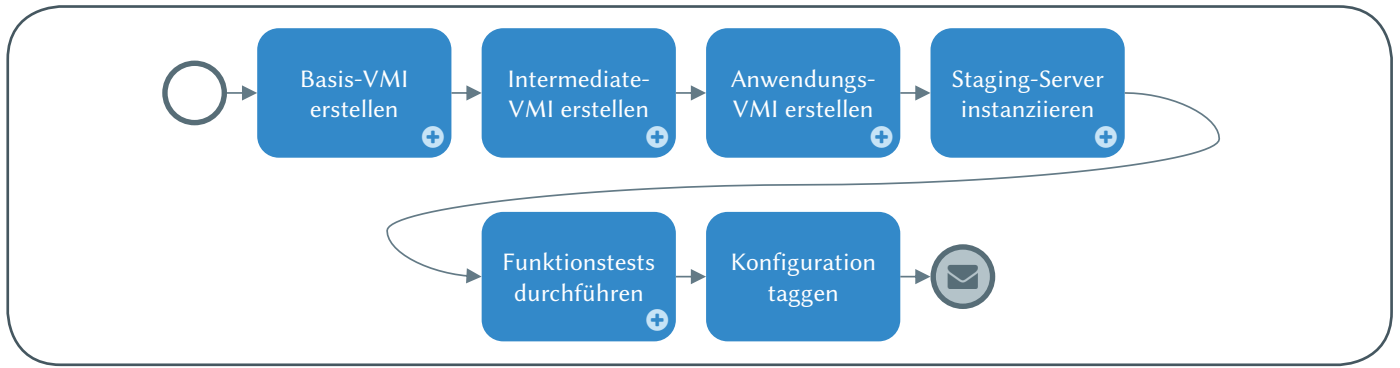 Basis-VMI
erstellen
Intermediate-
VMI erstellen
Anwendungs-
VMI erstellen
Staging-Server
instanziieren
Funktionstests
durchführen
Konfiguration
taggen